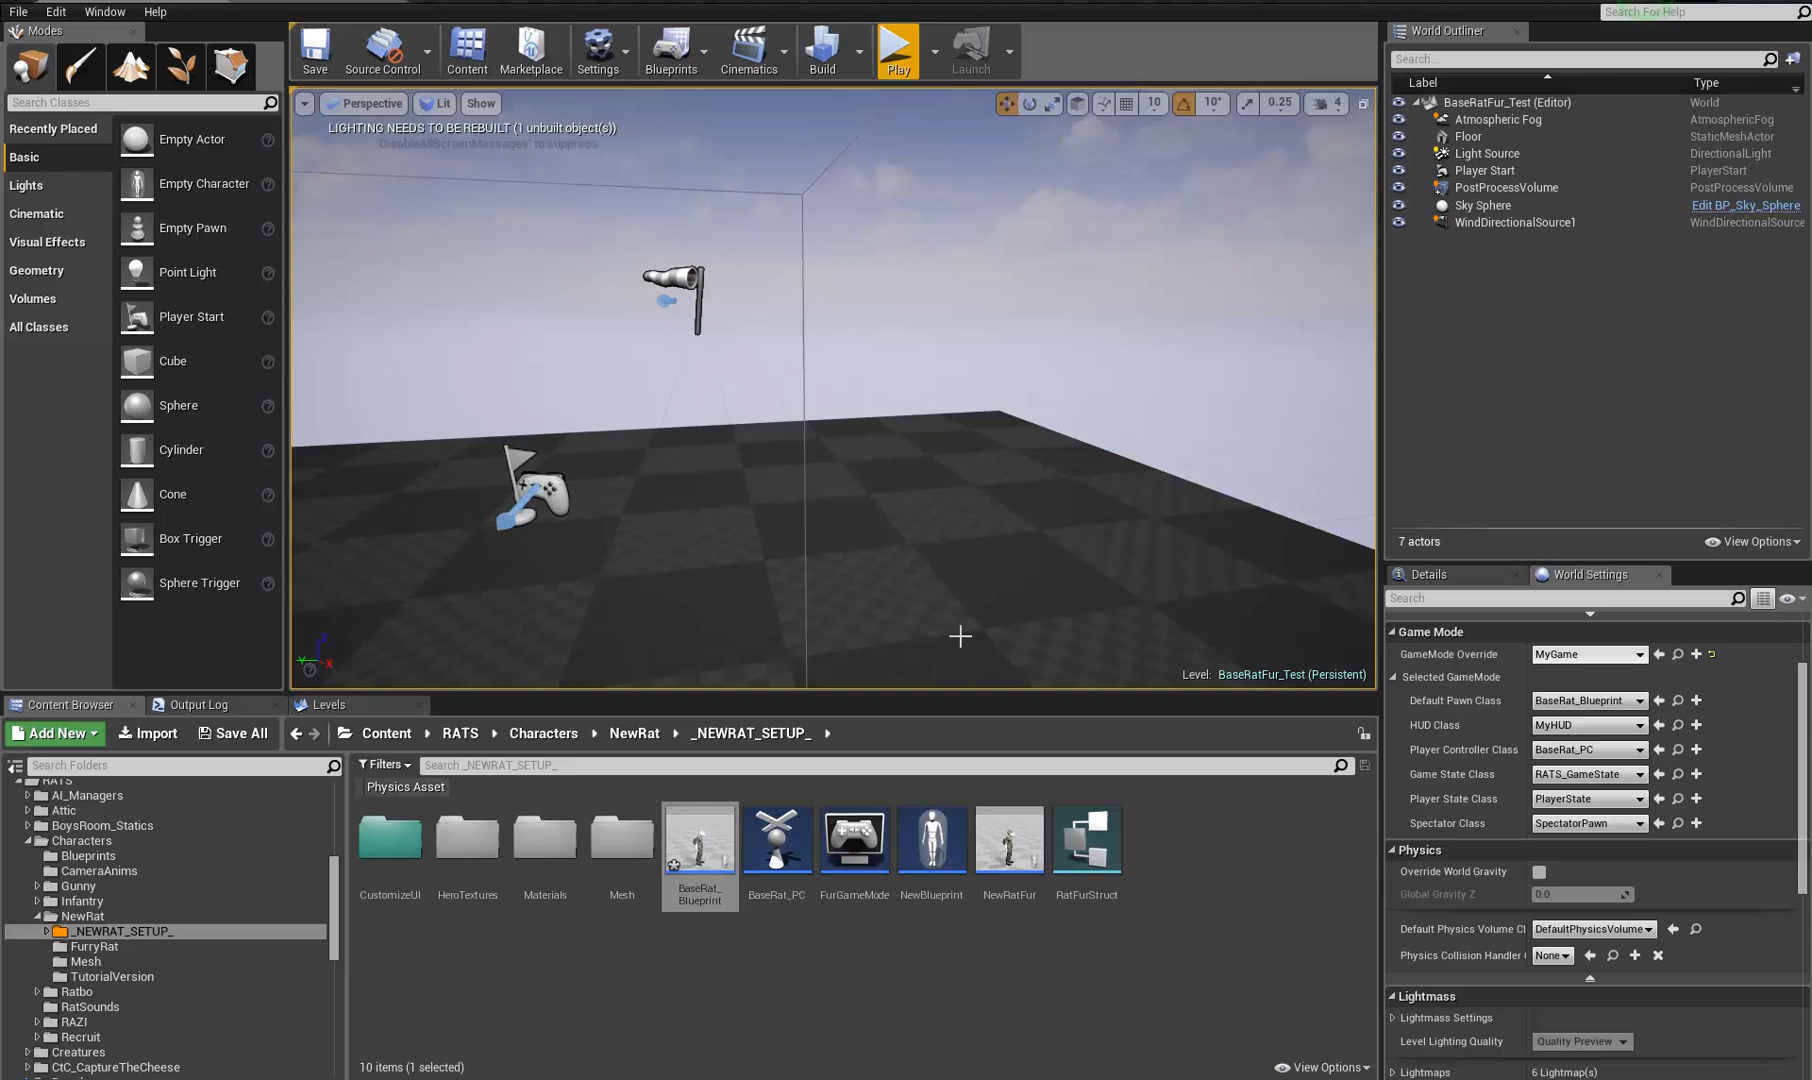 File Edit Window Help
Search For Help
Modes
Save
Source Control
Content
Marketplace
Settings
Blueprints
Cinematics
Build
Play
Launch
Search Classes
Recently Placed
Basic
Lights
Cinematic
Visual Effects
Geometry
Volumes
All Classes
Empty Actor
Empty Character
Empty Pawn
Point Light
Player Start
Cube
Sphere
Cylinder
Cone
Box Trigger
Sphere Trigger
Perspective
Lit
Show
10
10°
0.25
4
LIGHTING NEEDS TO BE REBUILT (1 unbuilt object(s))
'DisableAllScreenMessages' to suppress
Z
Y
X
Level: BaseRatFur_Test (Persistent)
World Outliner
Search...
Label Type
BaseRatFur_Test (Editor) World
Atmospheric Fog AtmosphericFog
Floor StaticMeshActor
Light Source DirectionalLight
Player Start PlayerStart
PostProcessVolume PostProcessVolume
Sky Sphere Edit BP_Sky_Sphere
WindDirectionalSource1 WindDirectionalSource
7 actors
View Options
Details
World Settings
Search
Game Mode
GameMode Override MyGame
Selected GameMode
Default Pawn Class BaseRat_Blueprint
HUD Class MyHUD
Player Controller Class BaseRat_PC
Game State Class RATS_GameState
Player State Class PlayerState
Spectator Class SpectatorPawn
Physics
Override World Gravity
Global Gravity Z 0.0
Default Physics Volume Cl DefaultPhysicsVolume
Physics Collision Handler None
Lightmass
Lightmass Settings
Level Lighting Quality Quality Preview
Lightmaps 6 Lightmap(s)
Content Browser
Output Log
Levels
Add New
Import
Save All
Content RATS Characters NewRat _NEWRAT_SETUP_
Search Folders
RATS
AI_Managers
Attic
BoysRoom_Statics
Characters
Blueprints
CameraAnims
Gunny
Infantry
NewRat
_NEWRAT_SETUP_
FurryRat
Mesh
TutorialVersion
Ratbo
RatSounds
RAZI
Recruit
Creatures
CtC_CaptureTheCheese
Filters
Search _NEWRAT_SETUP_
Physics Asset
CustomizeUI
HeroTextures
Materials
Mesh
BaseRat_
Blueprint
BaseRat_PC
FurGameMode
NewBlueprint
NewRatFur
RatFurStruct
10 items (1 selected)
View Options